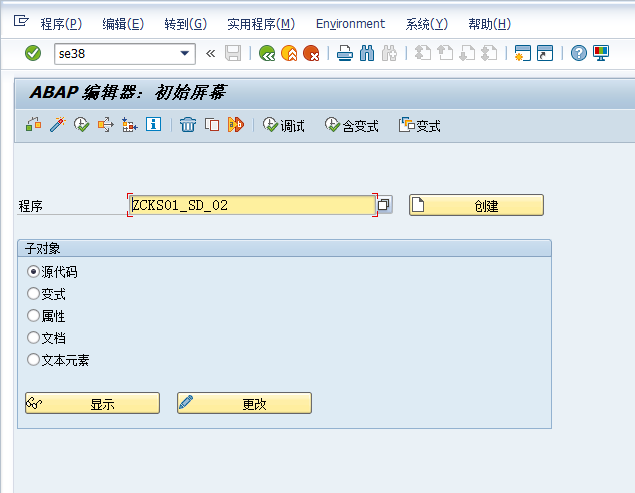 程序(P) 编辑(E) 转到(G) 实用程序(M) Environment 系统(Y) 帮助(H)
se38
ABAP 编辑器: 初始屏幕
调试 含变式 变式
程序 ZCKS01_SD_02 创建
子对象
源代码
变式
属性
文档
文本元素
显示 更改